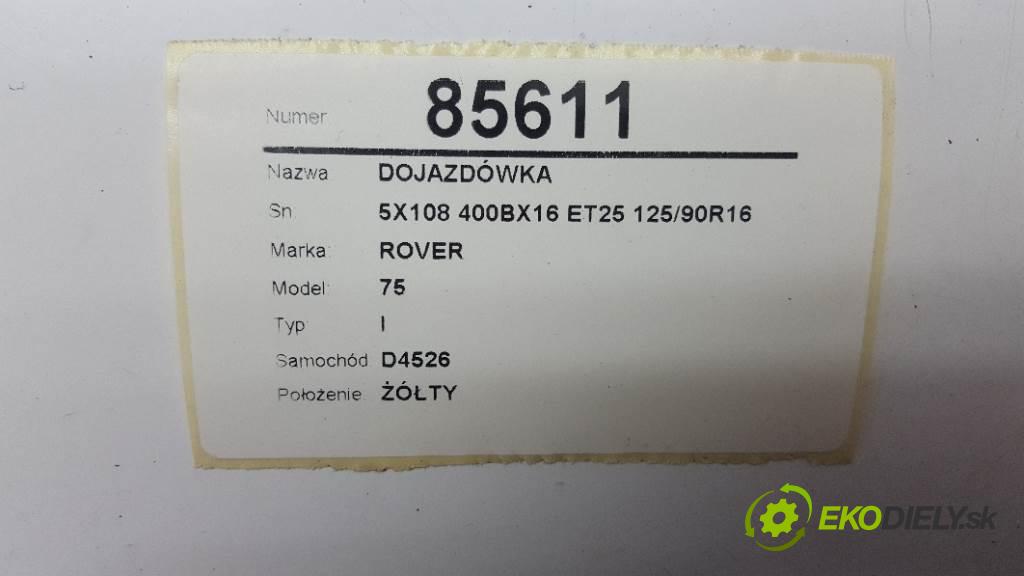 Numer 85611
Nazwa DOJAZDÓWKA
Sn: 5X108 400BX16 ET25 125/90R16
Marka: ROVER
Model: 75
Typ: I
Samochód D4526
Położenie: ŻÓŁTY
EKODIELY.sk